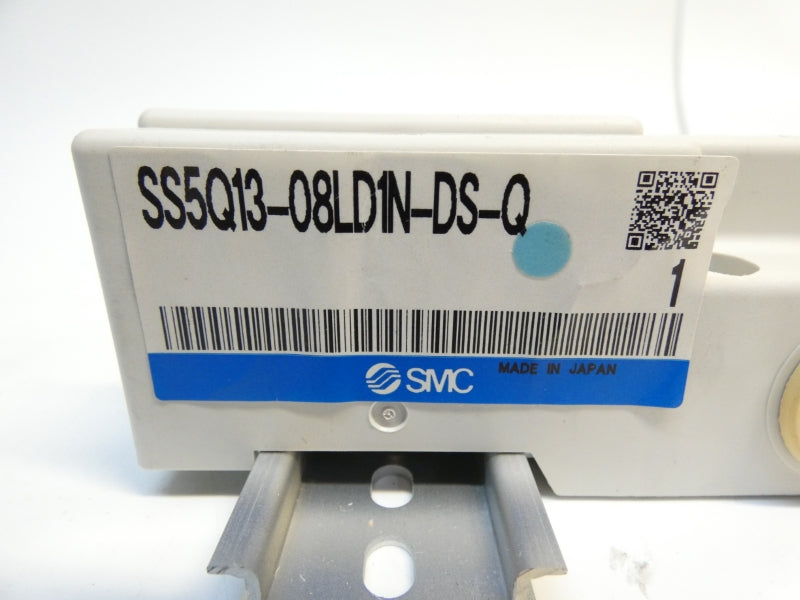 SS5Q13-08LD1N-DS-Q
1
SMC
MADE IN JAPAN